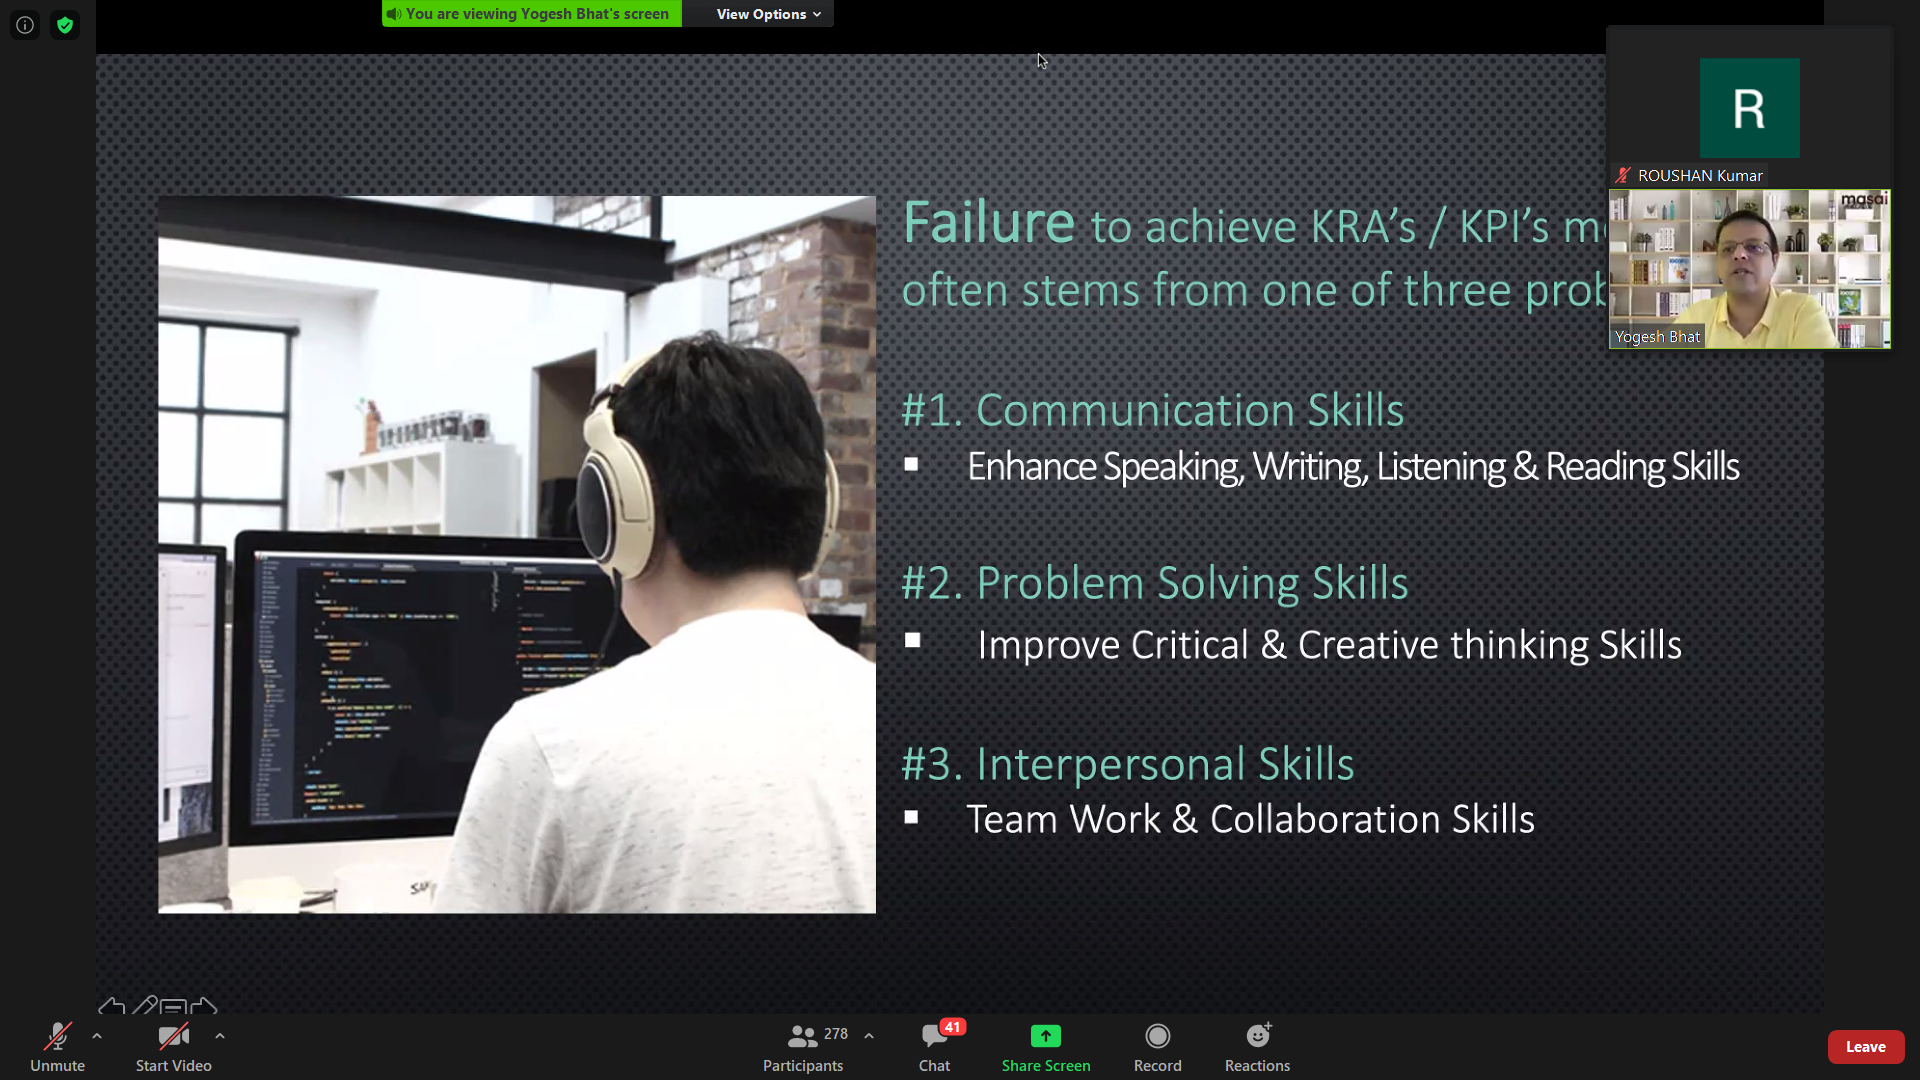 You are viewing Yogesh Bhat's screen
View Options
R
ROUSHAN Kumar
masai
Yogesh Bhat
Failure to achieve KRA's / KPI's
often stems from one of three
#1. Communication Skills
Enhance Speaking, Writing, Listening & Reading Skills
#2. Problem Solving Skills
Improve Critical & Creative thinking Skills
#3. Interpersonal Skills
Team Work & Collaboration Skills
Unmute
Start Video
278
Participants
41
Chat
Share Screen
Record
Reactions
Leave